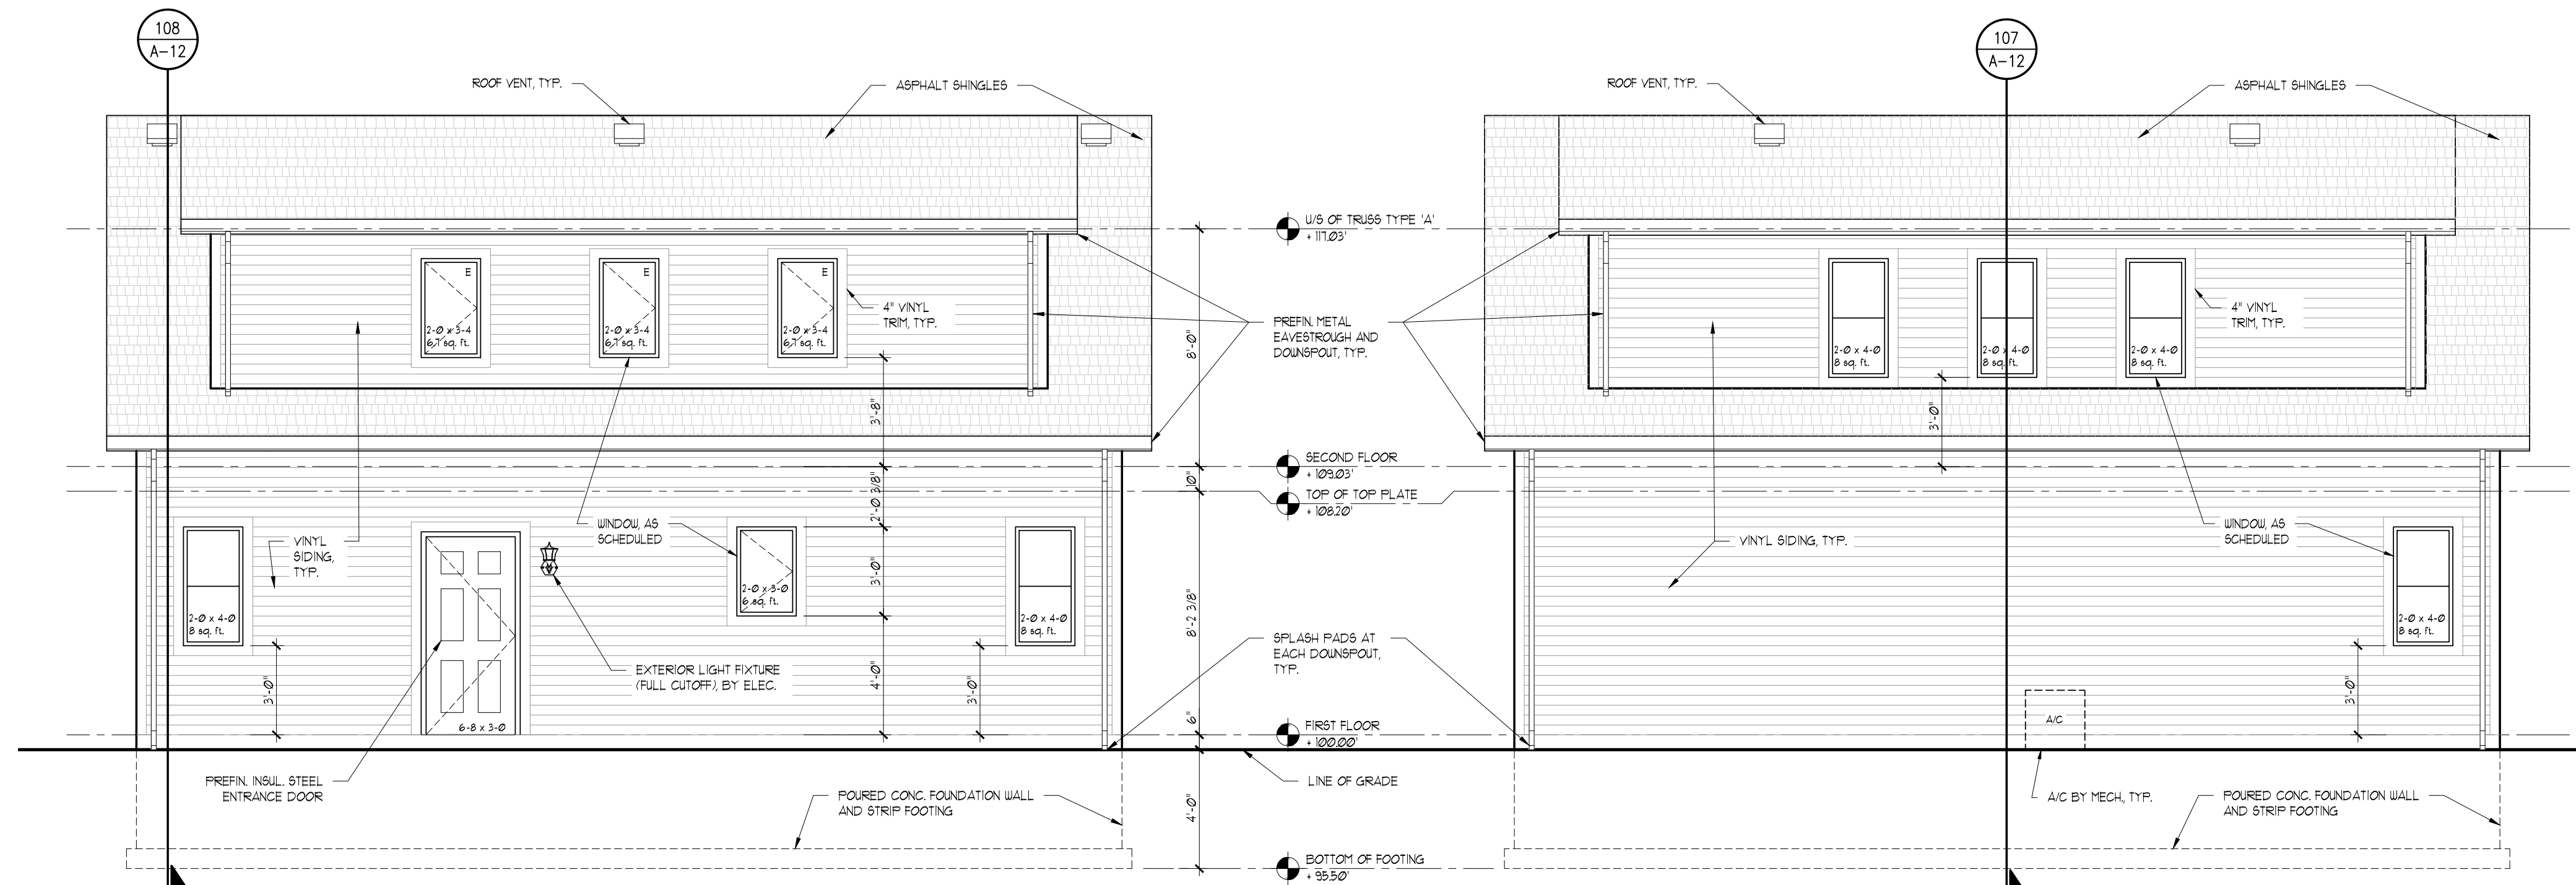 108
A-12
107
A-12
ROOF VENT, TYP.
ASPHALT SHINGLES
ROOF VENT, TYP.
ASPHALT SHINGLES
U/S OF TRUSS TYPE 'A'
+ 117.03'
E
E
E
2-0 x 3-4
6.7 sq. ft.
2-0 x 3-4
6.7 sq. ft.
2-0 x 3-4
6.7 sq. ft.
4" VINYL
TRIM, TYP.
8'-0"
PREFIN. METAL
EAVESTROUGH AND
DOWNSPOUT, TYP.
2-0 x 4-0
8 sq. ft.
2-0 x 4-0
8 sq. ft.
2-0 x 4-0
8 sq. ft.
4" VINYL
TRIM, TYP.
3'-8"
3'-0"
SECOND FLOOR
+ 109.03'
10"
TOP OF TOP PLATE
+ 108.20'
2'-0 3/8"
VINYL
SIDING,
TYP.
WINDOW, AS
SCHEDULED
VINYL SIDING, TYP.
WINDOW, AS
SCHEDULED
2-0 x 4-0
8 sq. ft.
2-0 x 3-0
6 sq. ft.
3'-0"
2-0 x 4-0
8 sq. ft.
8'-2 3/8"
2-0 x 4-0
8 sq. ft.
SPLASH PADS AT
EACH DOWNSPOUT,
TYP.
EXTERIOR LIGHT FIXTURE
(FULL CUTOFF), BY ELEC.
3'-0"
4'-0"
3'-0"
3'-0"
6-8 x 3-0
6"
FIRST FLOOR
+ 100.00'
A/C
PREFIN. INSUL. STEEL
ENTRANCE DOOR
LINE OF GRADE
POURED CONC. FOUNDATION WALL
AND STRIP FOOTING
4'-0"
A/C BY MECH., TYP.
POURED CONC. FOUNDATION WALL
AND STRIP FOOTING
BOTTOM OF FOOTING
+ 95.50'